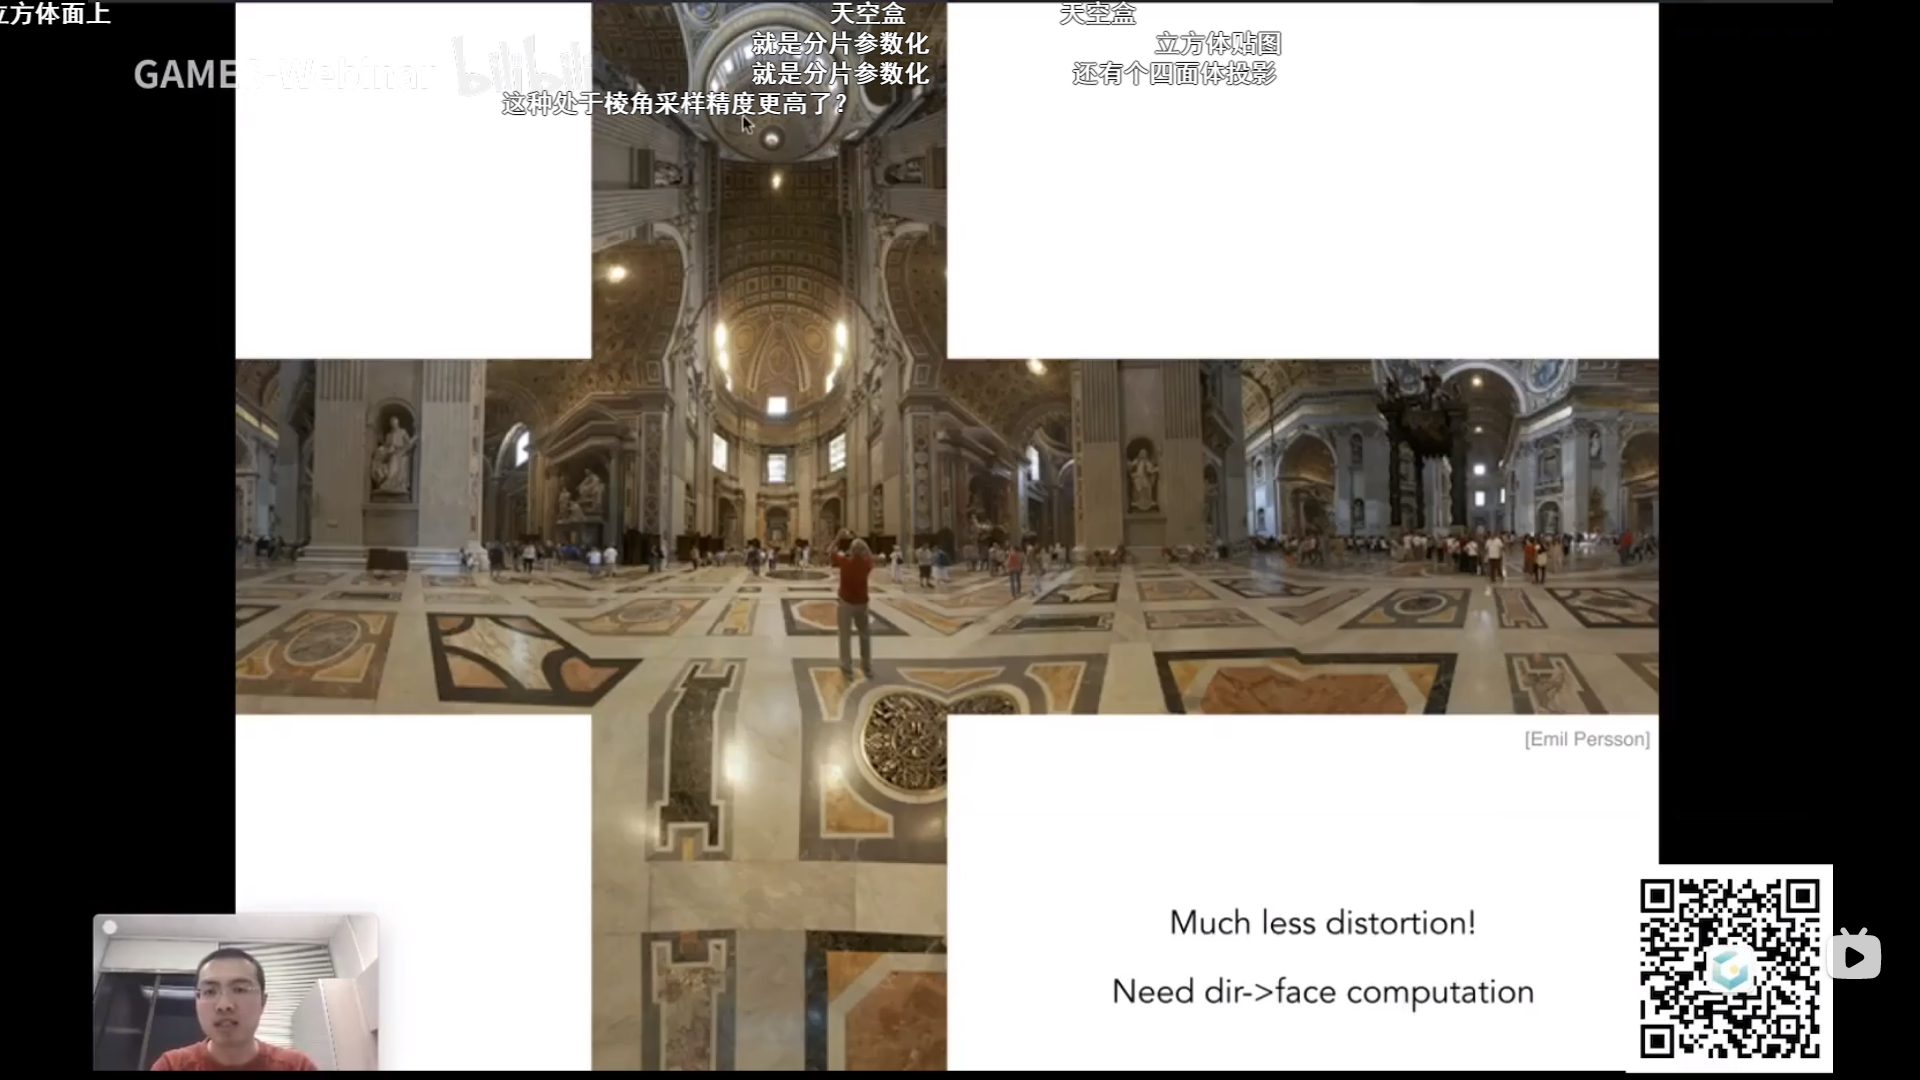 立方体面上
天空盒
天空盒
就是分片参数化
立方体贴图
GAMES-Webinar
bilibili
就是分片参数化
还有个四面体投影
这种处于棱角采样精度更高了？
[Emil Persson]
Much less distortion!
Need dir->face computation